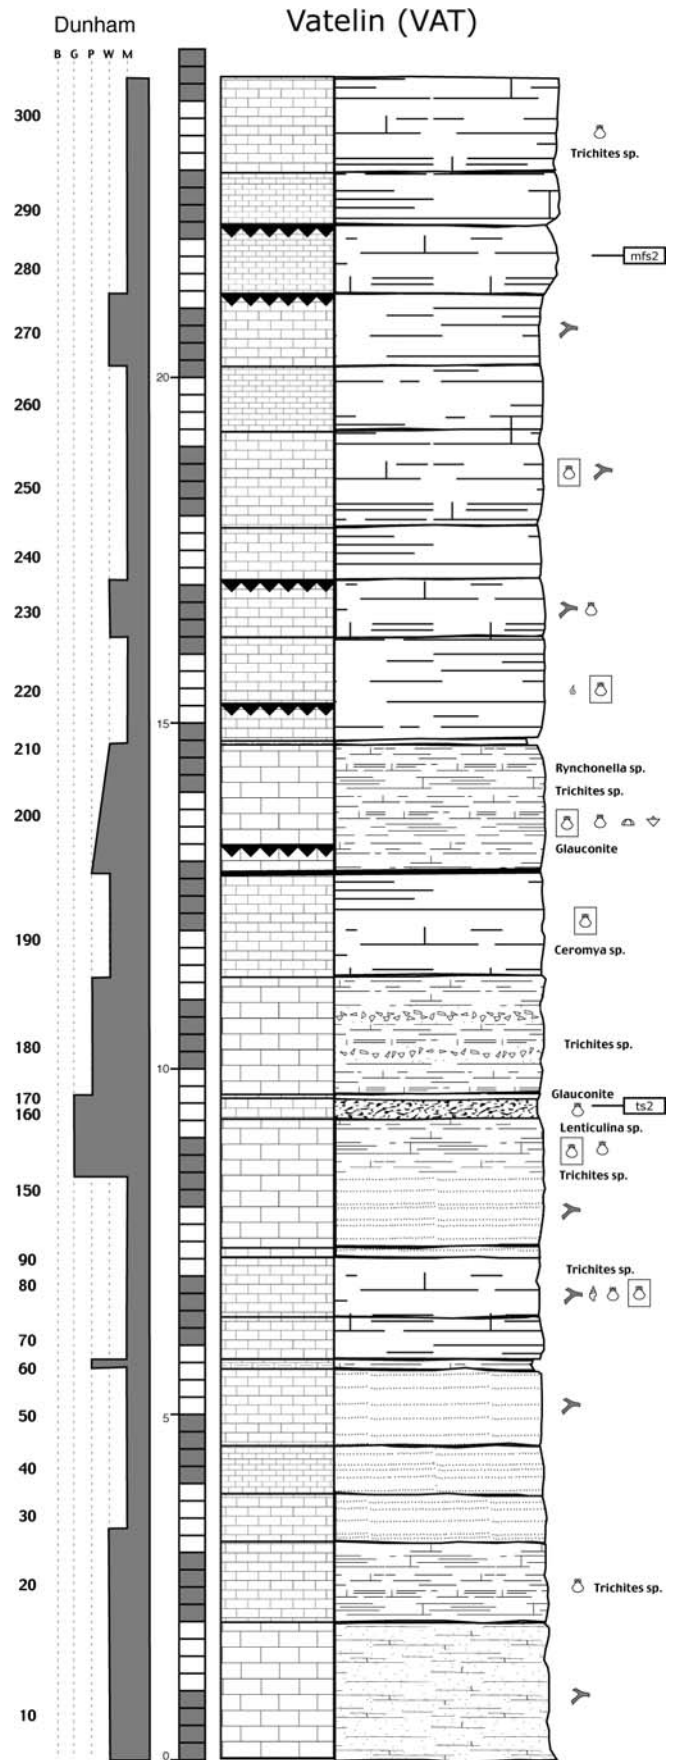 Vatelin (VAT)
Dunham
B G P W M
300
Trichites sp.
290
mfs2
280
270
20
260
250
240
230
220
15
210
Rynchonella sp.
Trichites sp.
200
Glauconite
190
Ceromya sp.
180
Trichites sp.
10
170
Glauconite
160
ts2
Lenticulina sp.
Trichites sp.
150
90
Trichites sp.
80
70
60
50
5
40
30
20
Trichites sp.
10
0